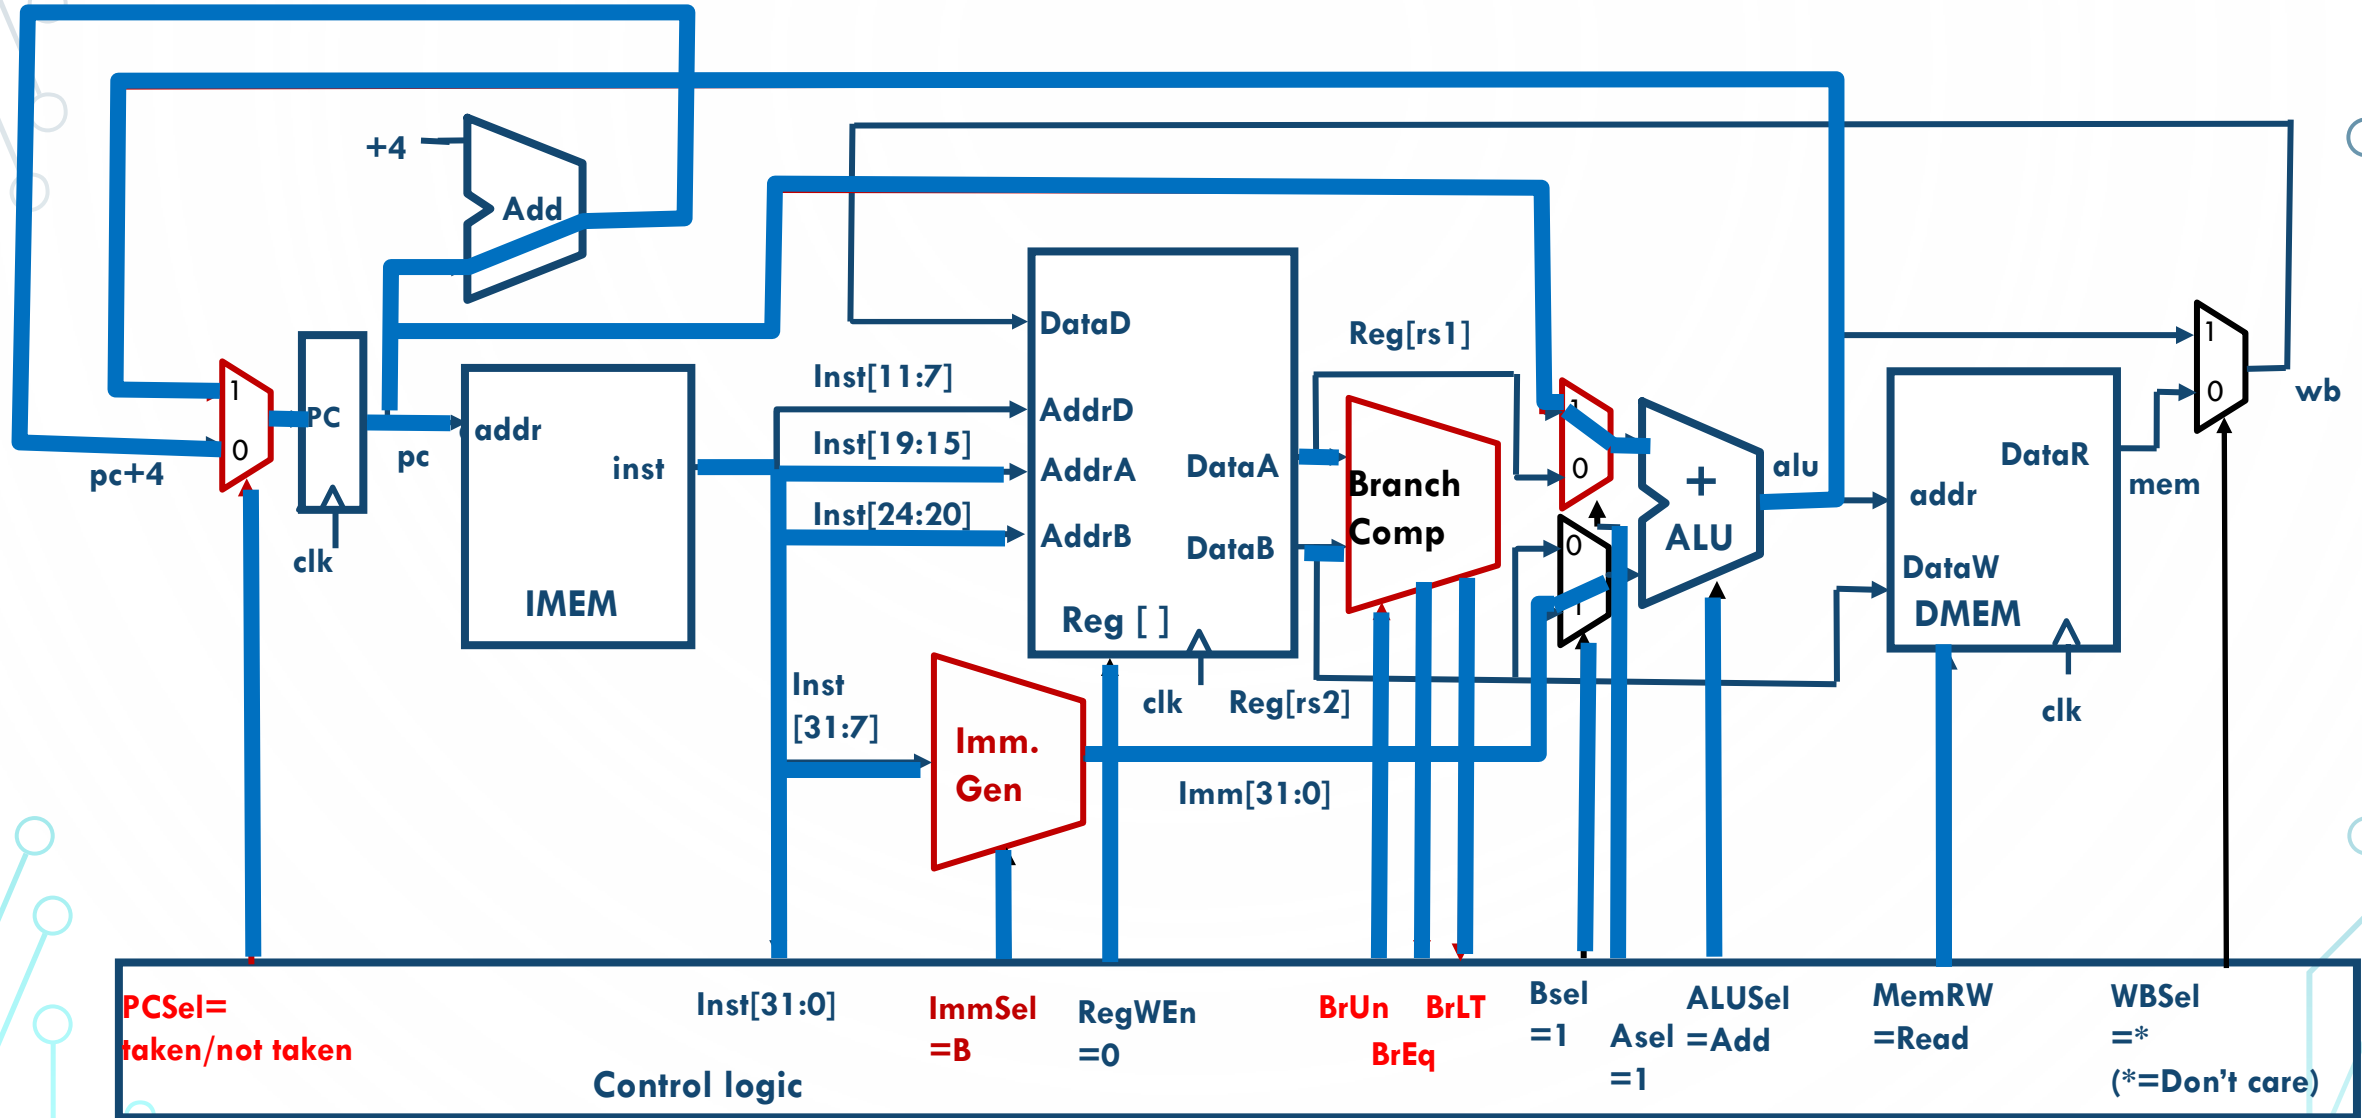 +4
Add
DataD
Reg[rs1]
1
wb
0
Inst[11:7]
1
PC
addr
AddrD
1
0
pc+4
pc
Inst[19:15]
inst
AddrA
DataA
Branch
Comp
0
+
ALU
alu
addr
DataR
mem
Inst[24:20]
AddrB
DataB
0
1
DataW
DMEM
clk
IMEM
Reg [ ]
clk
Reg[rs2]
clk
Inst
[31:7]
Imm.
Gen
Imm[31:0]
PCSel=
taken/not taken
Inst[31:0]
ImmSel
=B
RegWEn
=0
BrUn
BrLT
BrEq
Bsel
=1
Asel
=1
ALUSel
=Add
MemRW
=Read
WBSel
=*
(*=Don't care)
Control logic